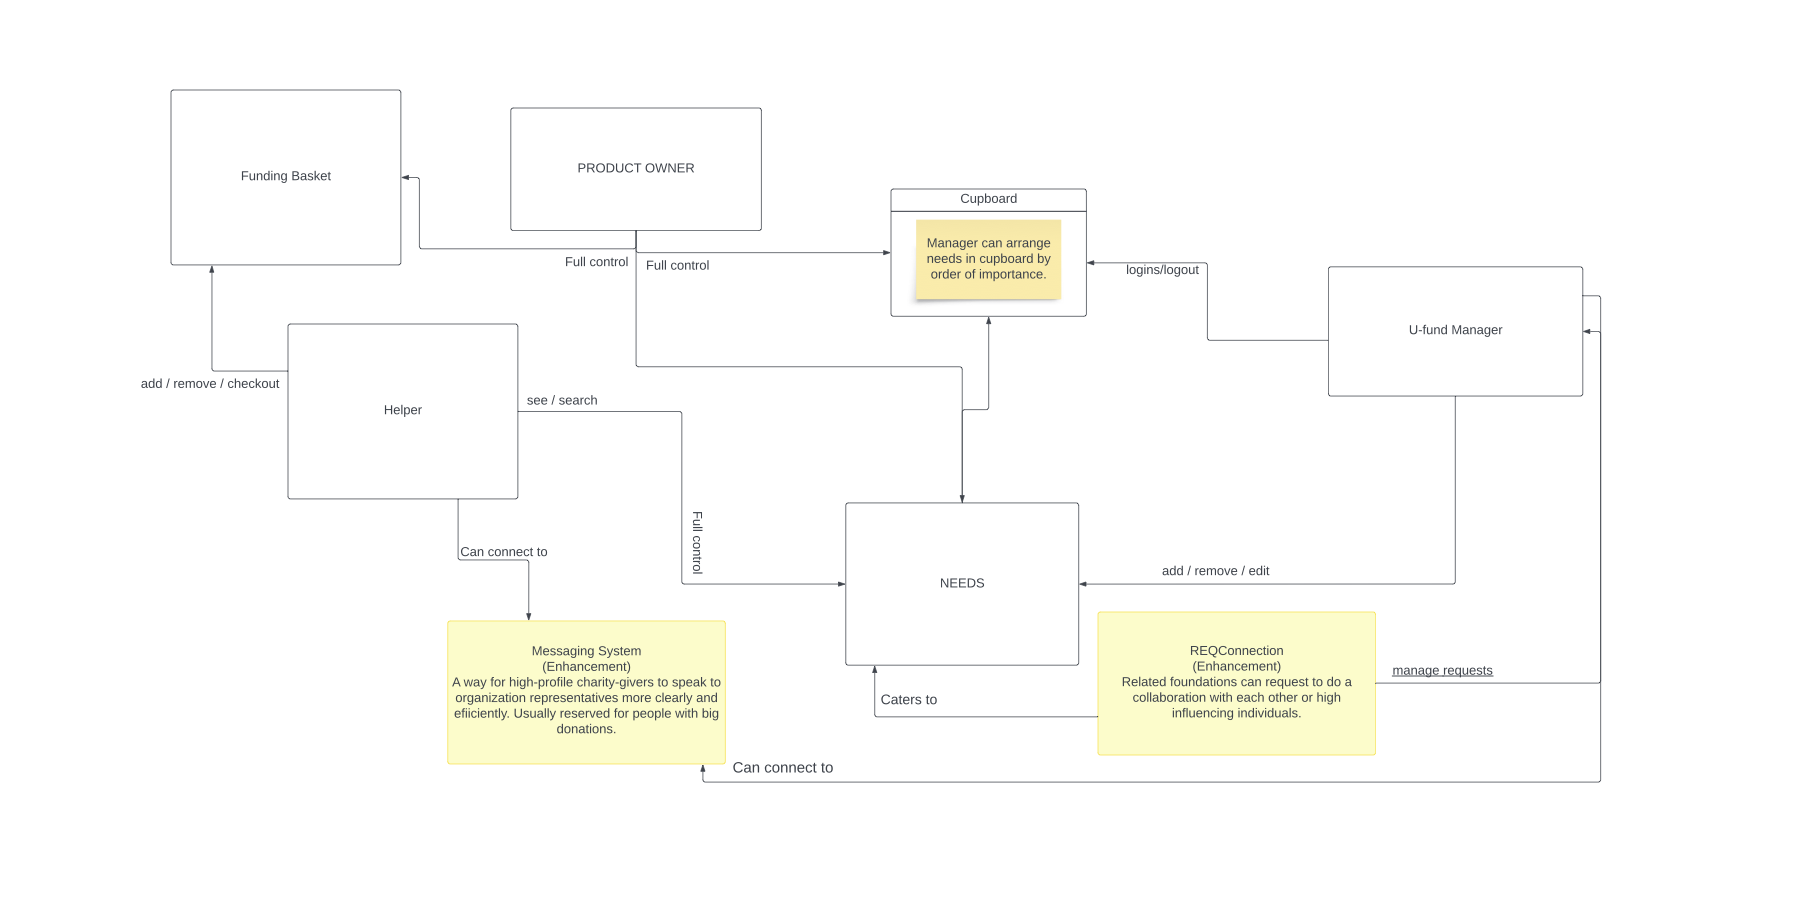 Funding Basket
PRODUCT OWNER
Cupboard
Manager can arrange
needs in cupboard by
order of importance.
Full control
Full control
logins/logout
U-fund Manager
add / remove / checkout
Helper
see / search
Full control
Can connect to
NEEDS
add / remove / edit
Messaging System
(Enhancement)
A way for high-profile charity-givers to speak to
organization representatives more clearly and
efiiciently. Usually reserved for people with big
donations.
REQConnection
(Enhancement)
Related foundations can request to do a
collaboration with each other or high
influencing individuals.
manage requests
Caters to
Can connect to